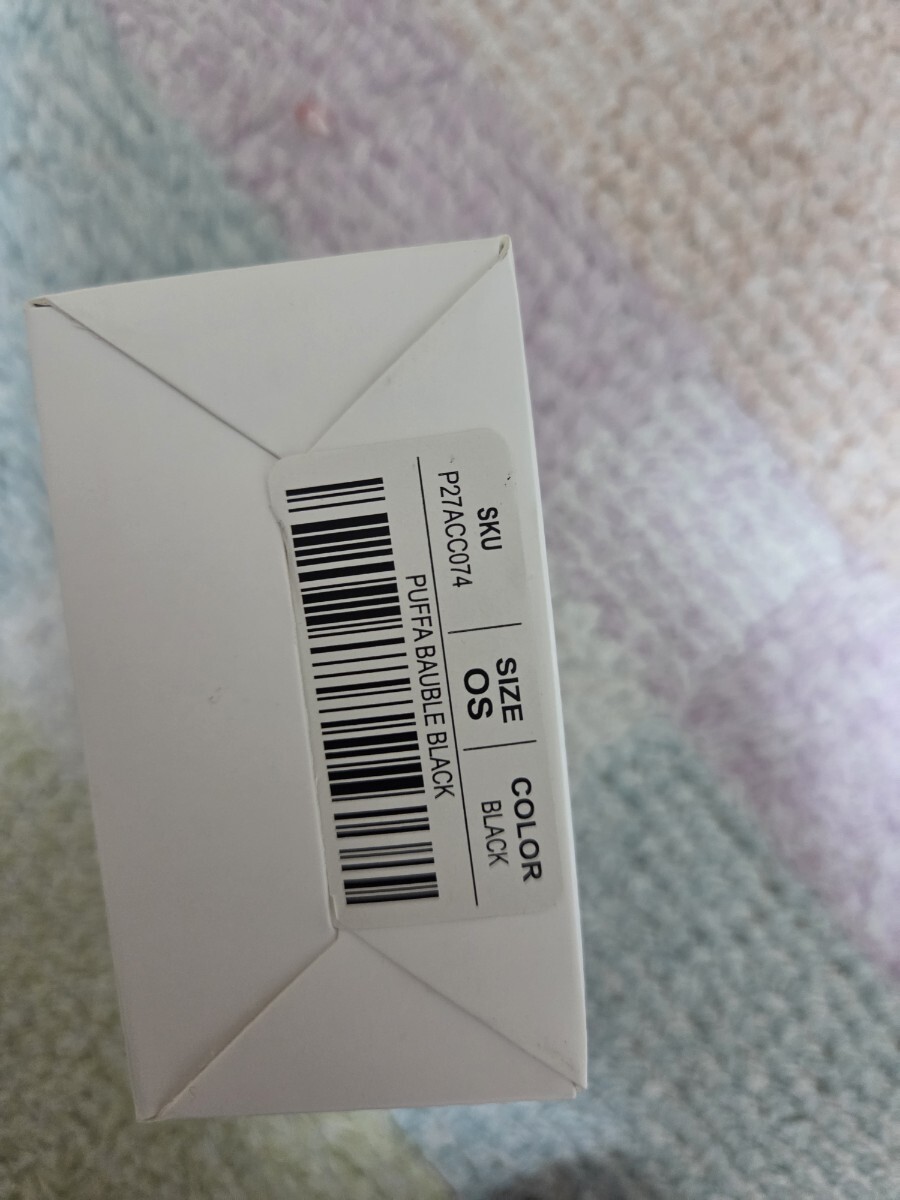 SKU
P27ACC074
SIZE
OS
COLOR
BLACK
PUFFA BAUBLE BLACK